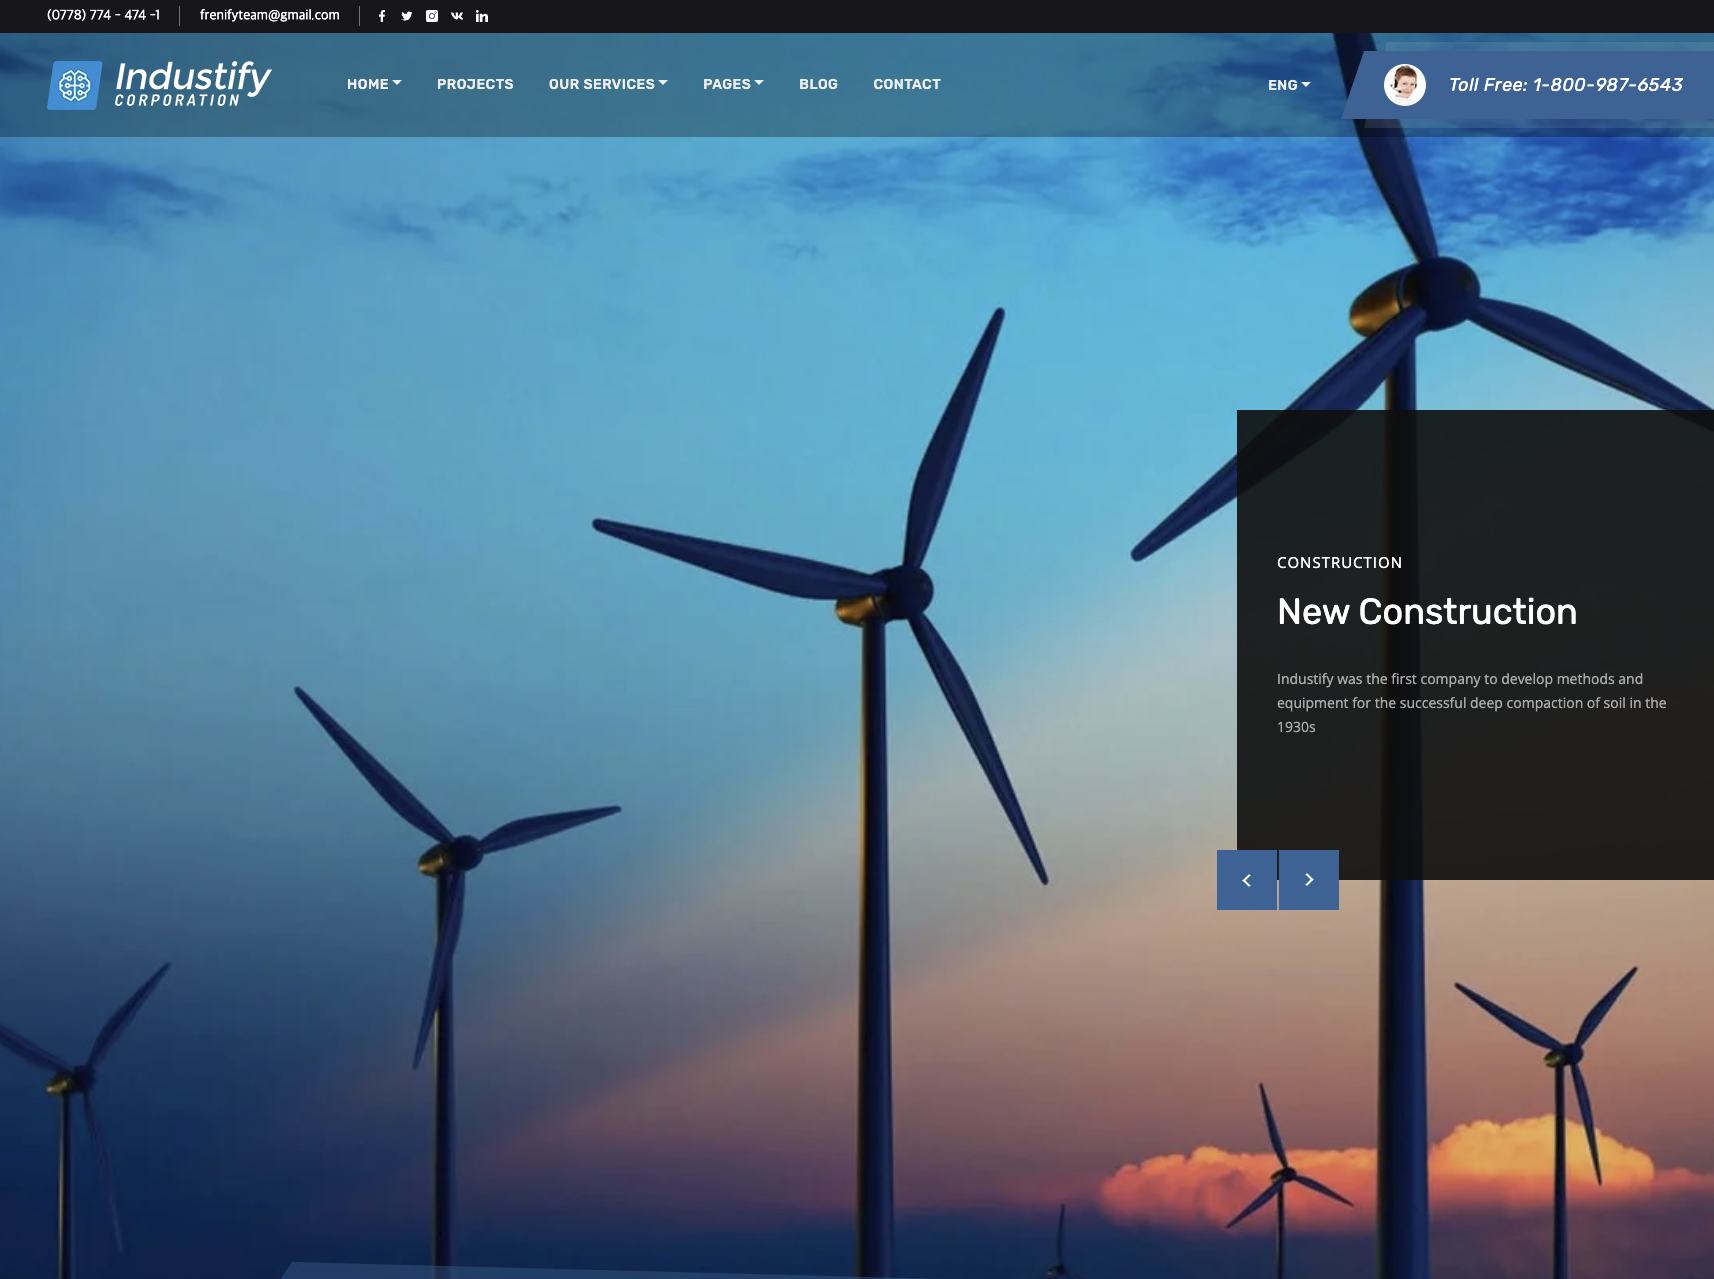 (0778) 774 - 474 -1
frenifyteam@gmail.com
Industify
CORPORATION
HOME
PROJECTS
OUR SERVICES
PAGES
BLOG
CONTACT
ENG
Toll Free: 1-800-987-6543
CONSTRUCTION
New Construction
Industify was the first company to develop methods and
equipment for the successful deep compaction of soil in the
1930s